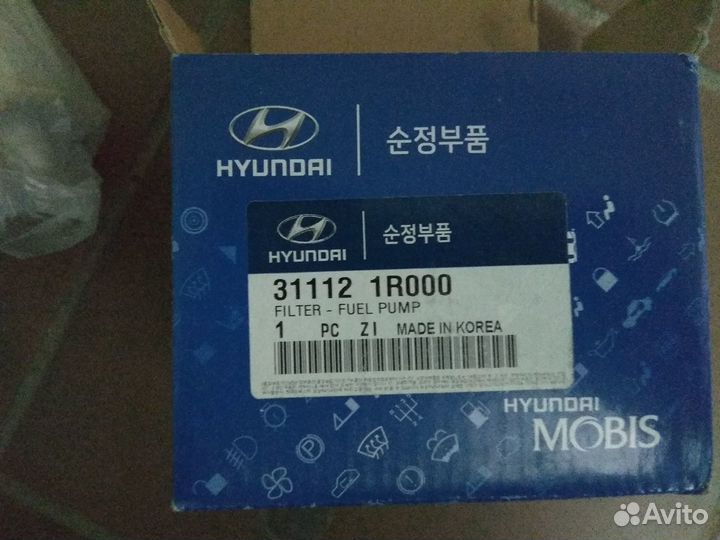 HYUNDAI
순정부품
HYUNDAI
순정부품
31112 1R000
FILTER - FUEL PUMP
1 PC ZI MADE IN KOREA
HYUNDAI
MOBIS
Avito